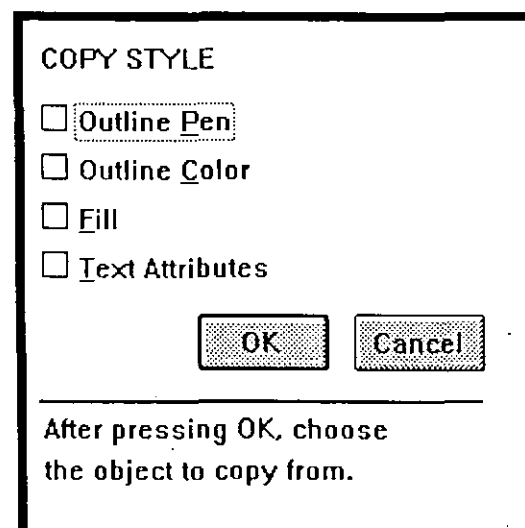 COPY STYLE
Outline Pen
Outline Color
Fill
Text Attributes
OK Cancel
After pressing OK, choose
the object to copy from.